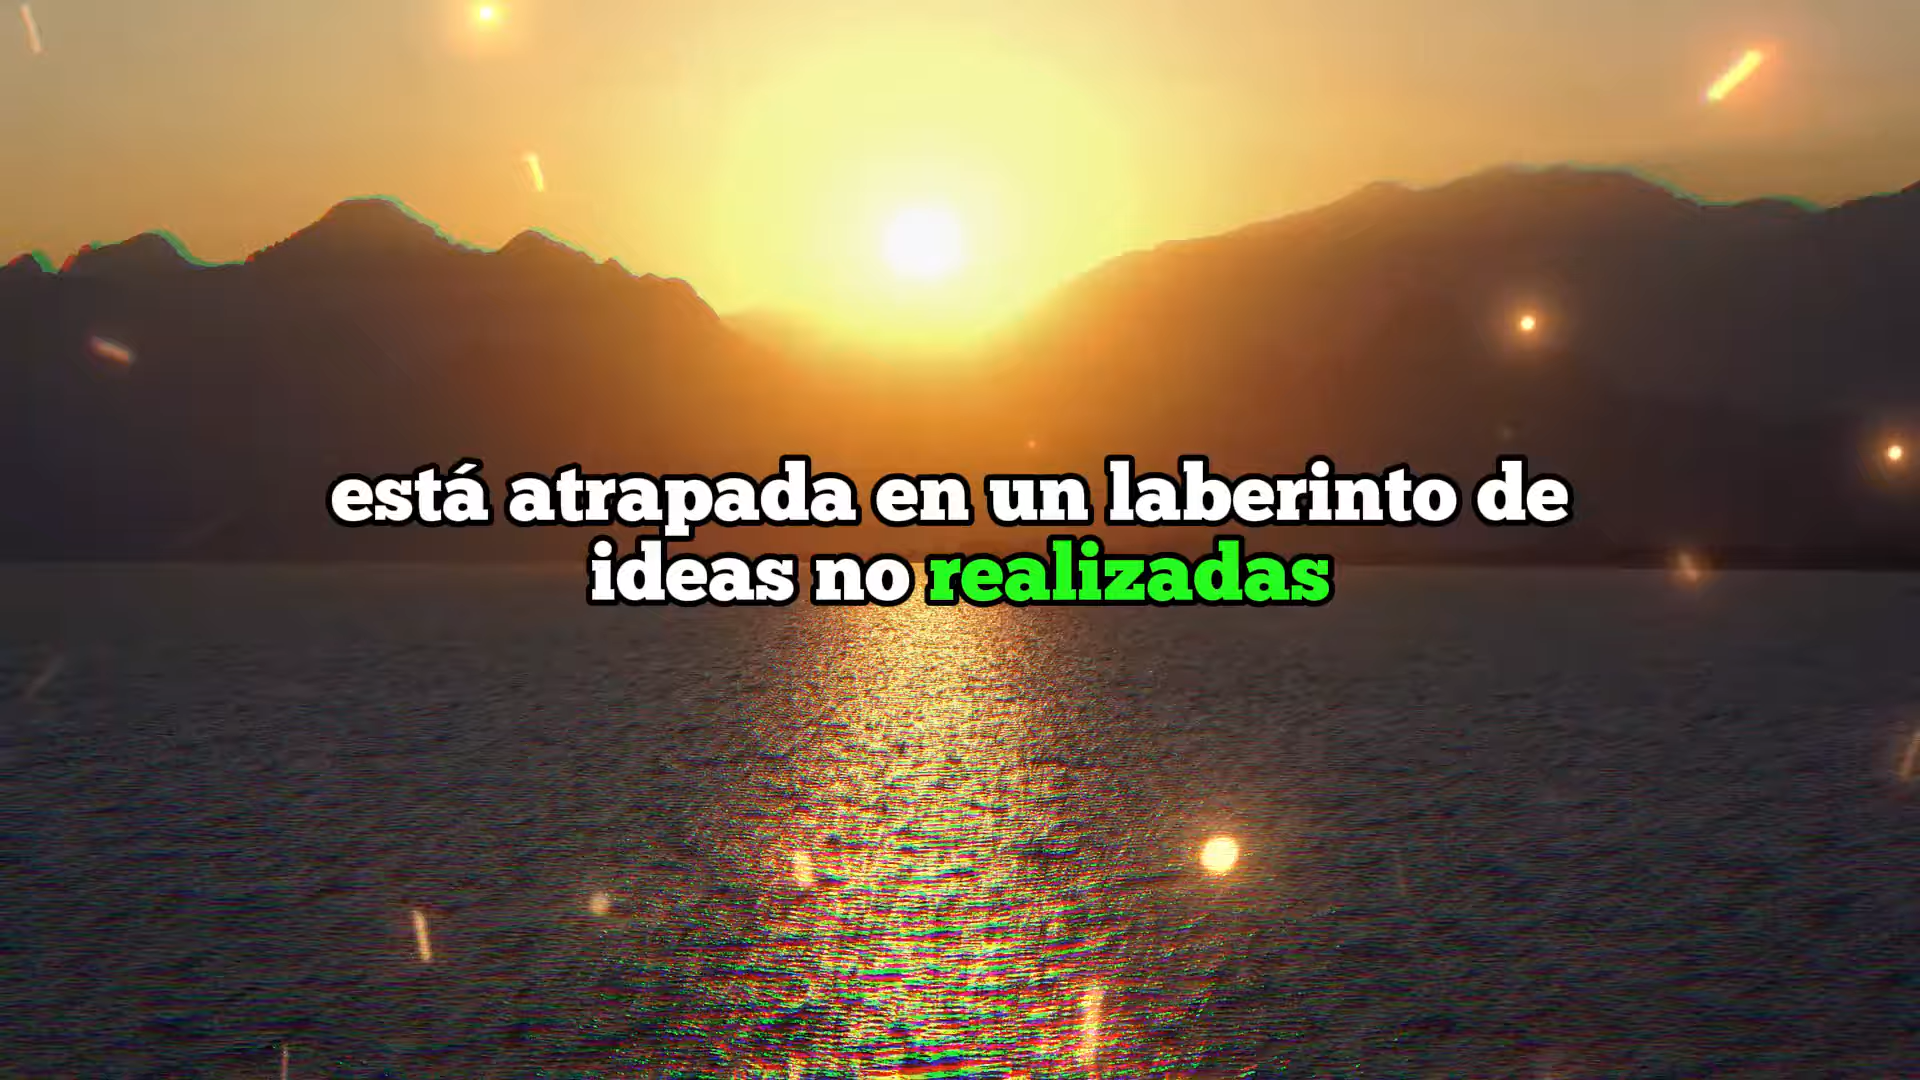 está atrapada en un laberinto de
ideas no realizadas